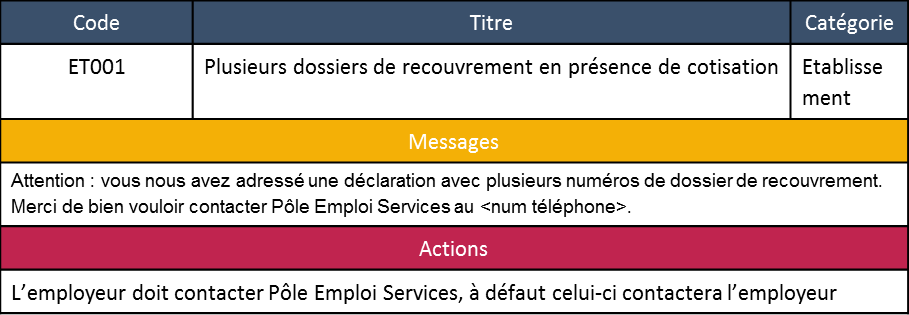 Code Titre Catégorie
ET001 Plusieurs dossiers de recouvrement en présence de cotisation Etablisse
ment
Messages
Attention : vous nous avez adressé une déclaration avec plusieurs numéros de dossier de recouvrement.
Merci de bien vouloir contacter Pôle Emploi Services au <num téléphone>.
Actions
L’employeur doit contacter Pôle Emploi Services, à défaut celui-ci contactera l’employeur